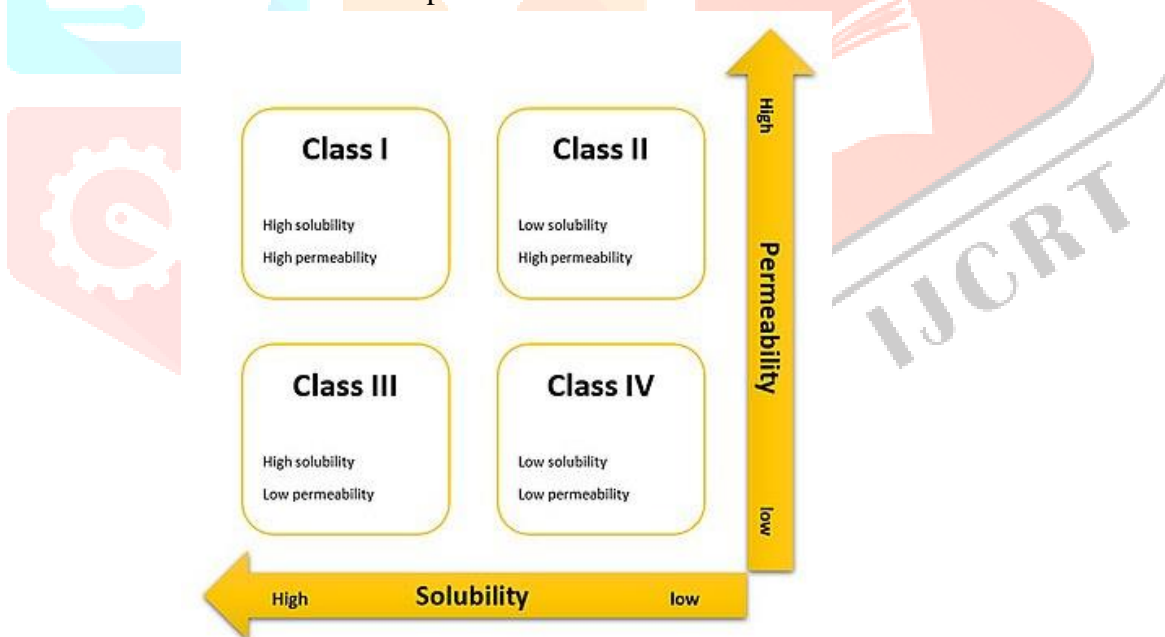 High
Class I
Class II
High solubility
Low solubility
High permeability
High permeability
Permeability
Class III
Class IV
High solubility
Low solubility
Low permeability
Low permeability
low
High
Solubility
low
IJCRT